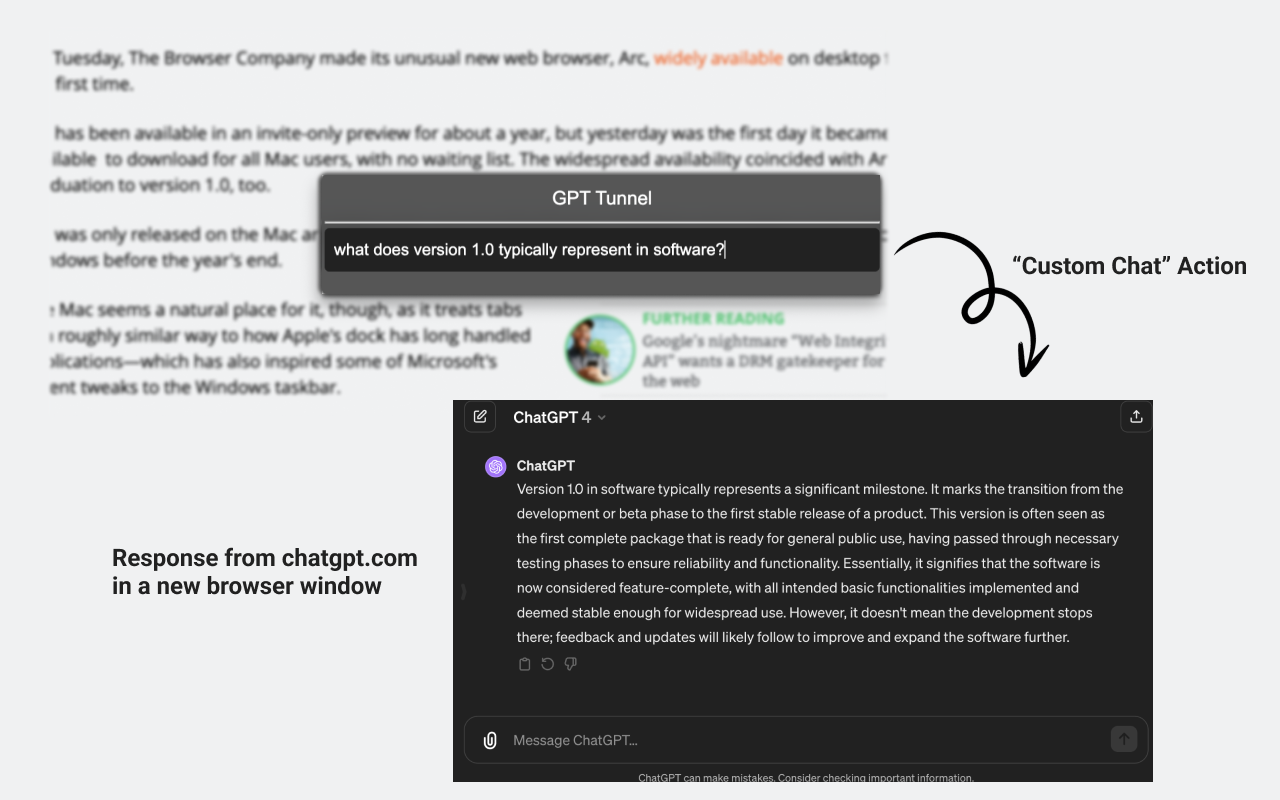 Tuesday, The Browser Company made its unusual new web browser, Arc, widely available on desktop
first time.
has been available in an invite-only preview for about a year, but yesterday was the first day it became
ilable to download for all Mac users, with no waiting list. The widespread availability coincided with Ar
duation to version 1.0, too.
GPT Tunnel
was only released on the Mac ar
what does version 1.0 typically represent in software?
ndows before the year's end.
“Custom Chat” Action
Mac seems a natural place for it, though, as it treats tabs
roughly similar way to how Apple's dock has long handled
plications—which has also inspired some of Microsoft's
ent tweaks to the Windows taskbar.
FURTHER READING
Google's nightmare “Web Integri
API” wants a DRM gatekeeper for
the web
ChatGPT 4
ChatGPT
Version 1.0 in software typically represents a significant milestone. It marks the transition from the
development or beta phase to the first stable release of a product. This version is often seen as
the first complete package that is ready for general public use, having passed through necessary
testing phases to ensure reliability and functionality. Essentially, it signifies that the software is
now considered feature-complete, with all intended basic functionalities implemented and
deemed stable enough for widespread use. However, it doesn't mean the development stops
there; feedback and updates will likely follow to improve and expand the software further.
Response from chatgpt.com
in a new browser window
Message ChatGPT...
ChatGPT can make mistakes. Consider checking important information.